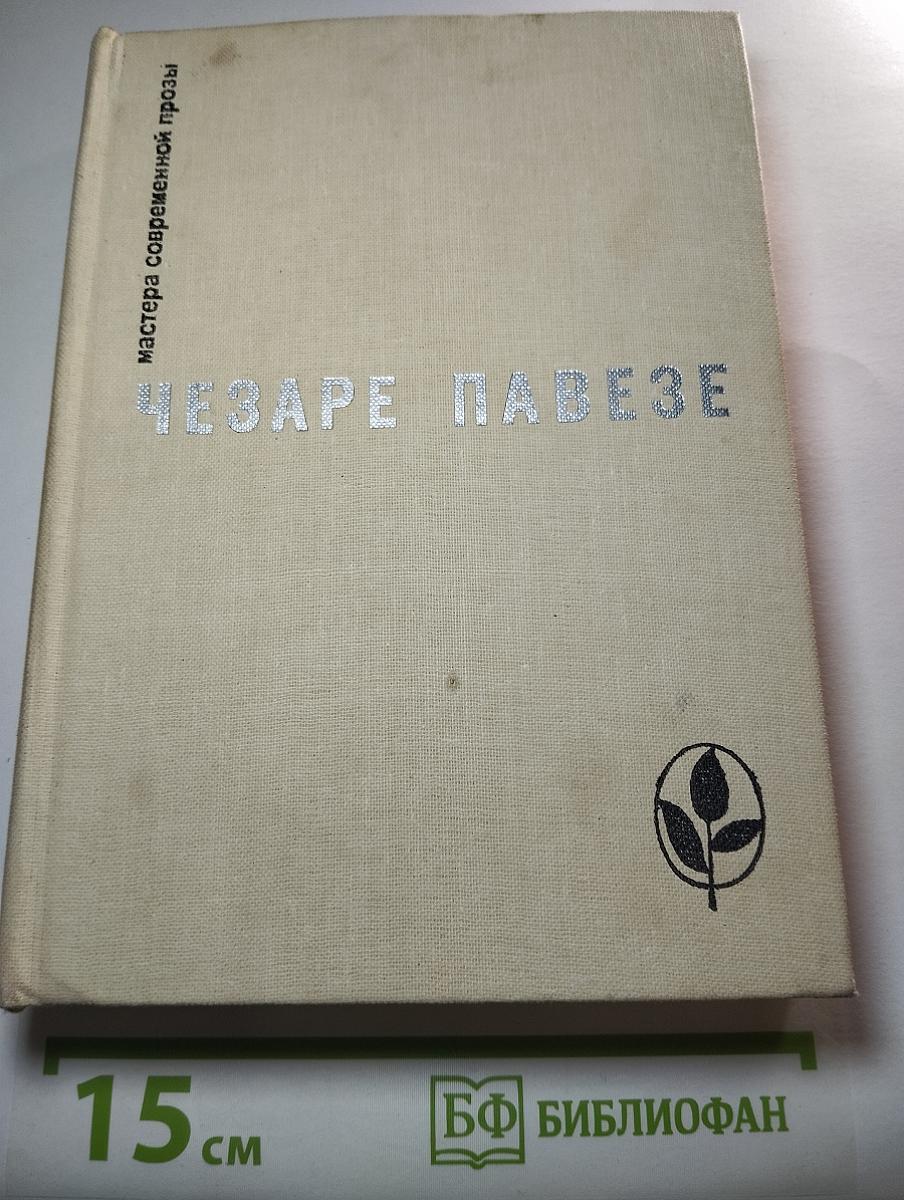 мастера современной прозы
ЧЕЗАРЕ ПАВЕЗЕ
15 см
БФ БИБЛИОФАН